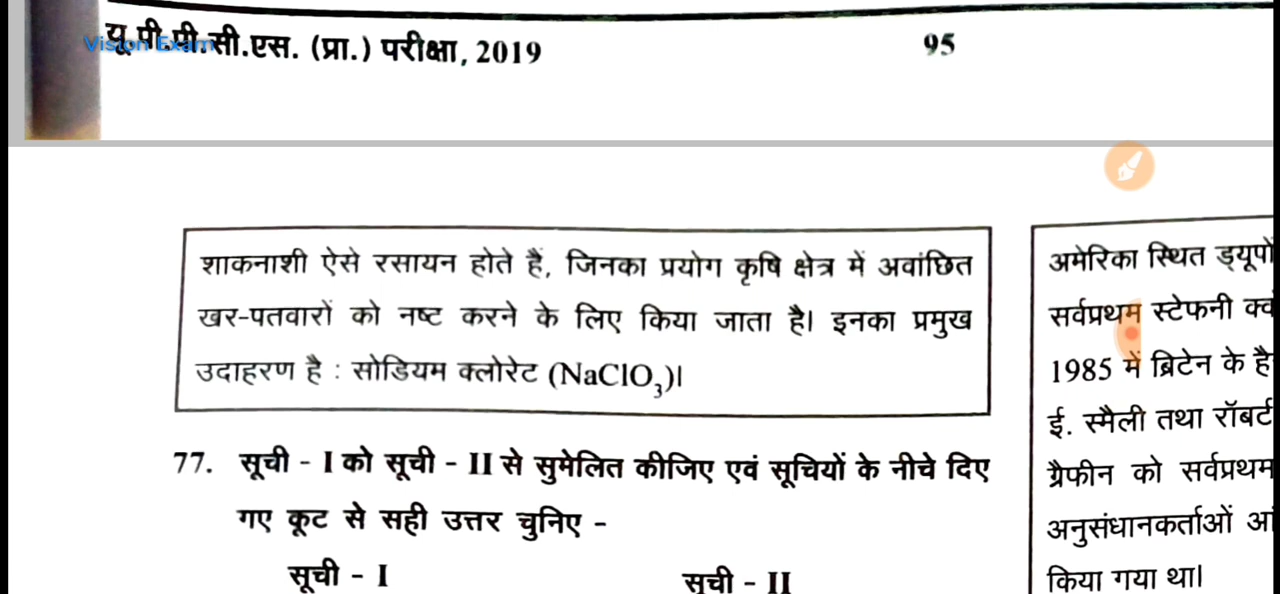 यू.पी.पी.सी.एस. (प्रा.) परीक्षा, 2019
95
Vision Exam
शाकनाशी ऐसे रसायन होते हैं, जिनका प्रयोग कृषि क्षेत्र में अवांछित
खर-पतवारों को नष्ट करने के लिए किया जाता है। इनका प्रमुख
उदाहरण है : सोडियम क्लोरेट (NaClO₃)।
77. सूची - I को सूची - II से सुमेलित कीजिए एवं सूचियों के नीचे दिए
गए कूट से सही उत्तर चुनिए -
सूची - I
सूची - II
अमेरिका स्थित
सर्वप्रथम स्टेफनी
1985 में ब्रिटेन के
ई. स्मैली तथा रॉबर्ट
ग्रैफीन को सर्वप्रथम
अनुसंधानकर्ताओं
किया गया था।